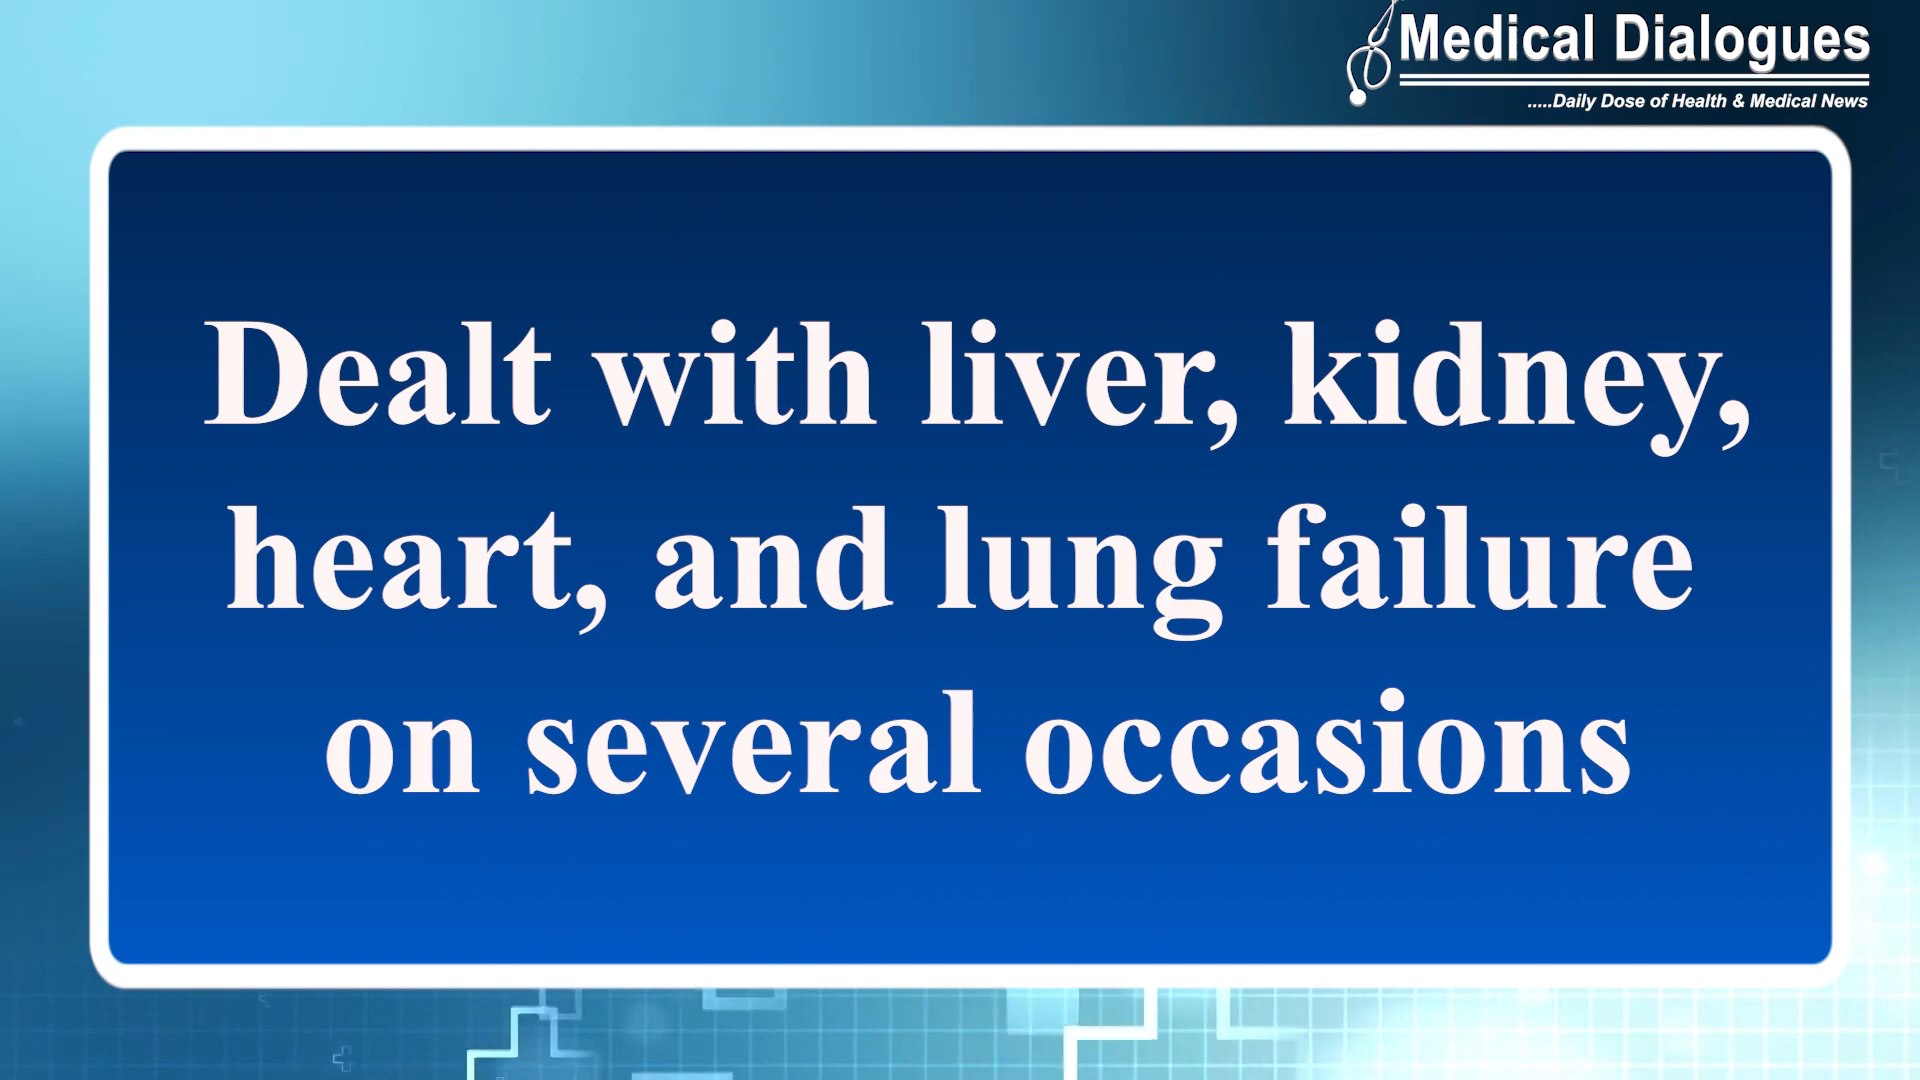 Medical Dialogues
.....Daily Dose of Health & Medical News
Dealt with liver, kidney,
heart, and lung failure
on several occasions